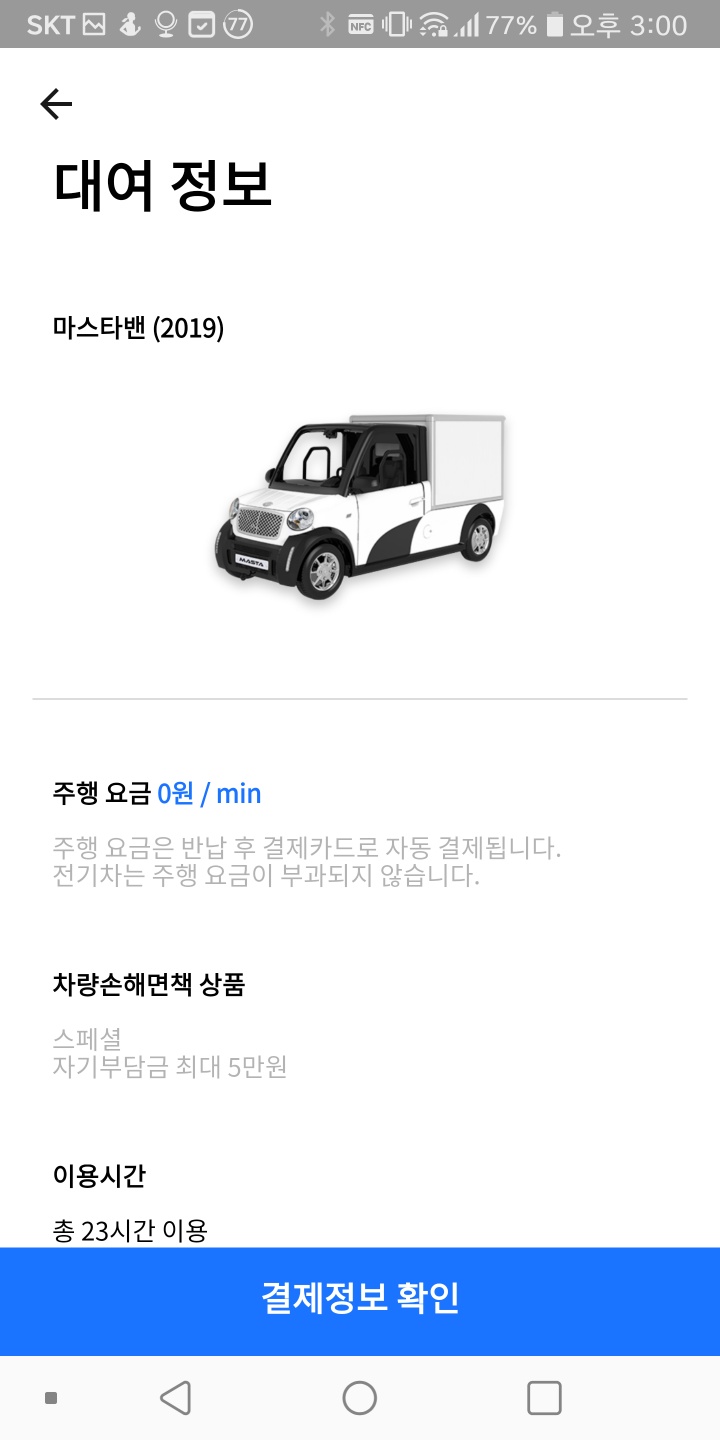 SKT 77 NFC 77% 오후 3:00
대여 정보
마스타밴 (2019)
MASTA
주행 요금 0원 / min
주행 요금은 반납 후 결제카드로 자동 결제됩니다.
전기차는 주행 요금이 부과되지 않습니다.
차량손해면책 상품
스페셜
자기부담금 최대 5만원
이용시간
총 23시간 이용
결제정보 확인